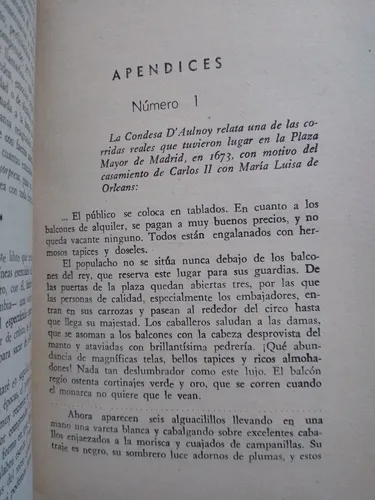 APENDICES
Número 1
La Condesa D'Aulnoy relata una de las co-
rridas reales que tuvieron lugar en la Plaza
Mayor de Madrid, en 1673, con motivo del
casamiento de Carlos II con María Luisa de
Orleans:
... El público se coloca en tablados. En cuanto a los
balcones de alquiler, se pagan a muy buenos precios, y no
queda vacante ninguno. Todos están engalanados con her-
mosos tapices y doseles.
El populacho no se sitúa nunca debajo de los balco-
nes del rey, que reserva este lugar para sus guardias. De
las puertas de la plaza quedan abiertas tres, por las que
las personas de calidad, especialmente los embajadores, en-
tran en sus carrozas y pasean al rededor del circo hasta
que llega su majestad. Los caballeros saludan a las damas,
que se asoman a los balcones con la cabeza desprovista del
manto y ataviadas con brillantísima pedrería. ¡Qué abun-
dancia de magníficas telas, bellos tapices y ricos almoha-
dones! Nada tan deslumbrador como este lujo. El balcón
regio ostenta cortinajes verde y oro, que se corren cuando
el monarca no quiere que le vean.
Ahora aparecen seis alguacilillos llevando en una
mano una vareta blanca y cabalgando sobre excelentes caba-
llos enjaezados a la morisca y cuajados de campanillas. Su
traje es negro, su sombrero luce adornos de plumas, y estos